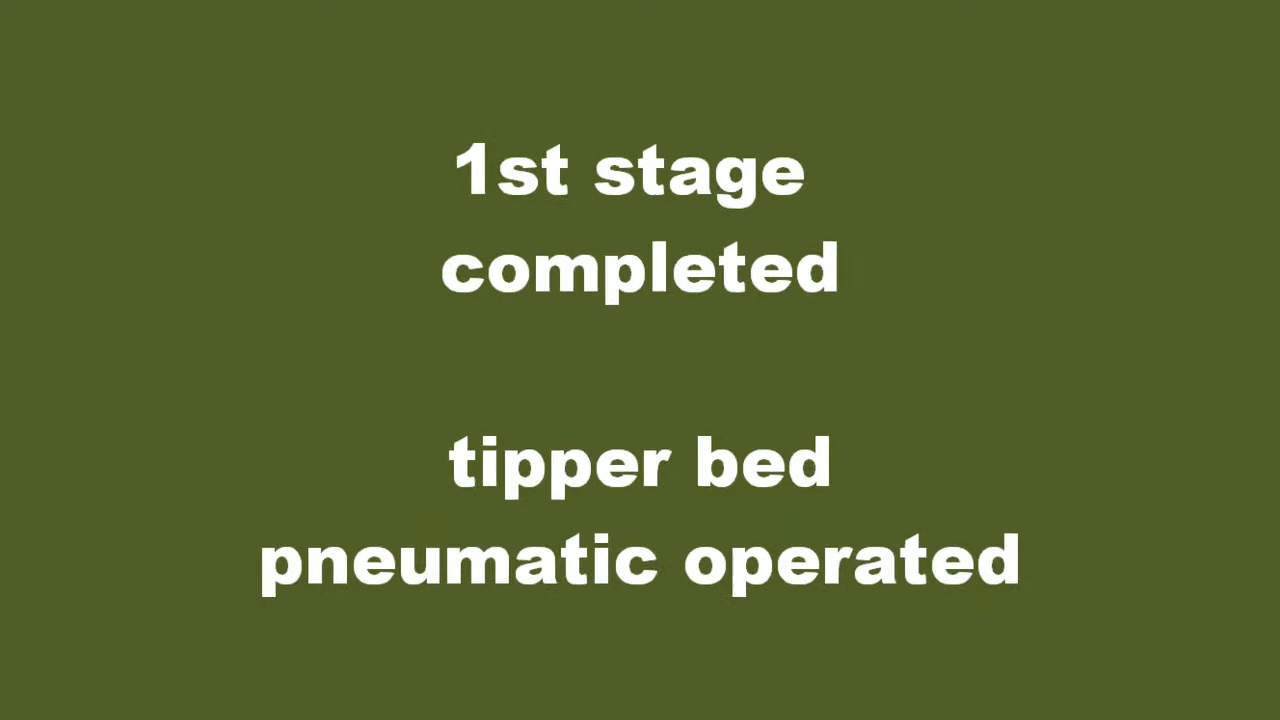 1st stage
completed
tipper bed
pneumatic operated